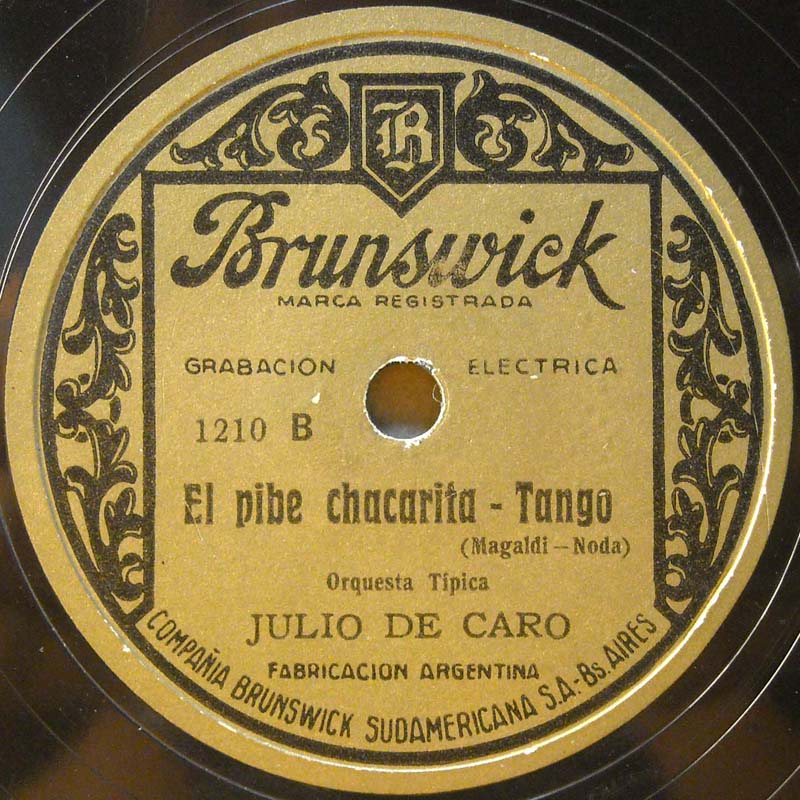 B
Brunswick
MARCA REGISTRADA
GRABACION ELECTRICA
1210 B
El pibe chacarita - Tango
(Magaldi – Noda)
Orquesta Típica
JULIO DE CARO
FABRICACION ARGENTINA
COMPAÑIA BRUNSWICK SUDAMERICANA S.A.- Bs. AIRES